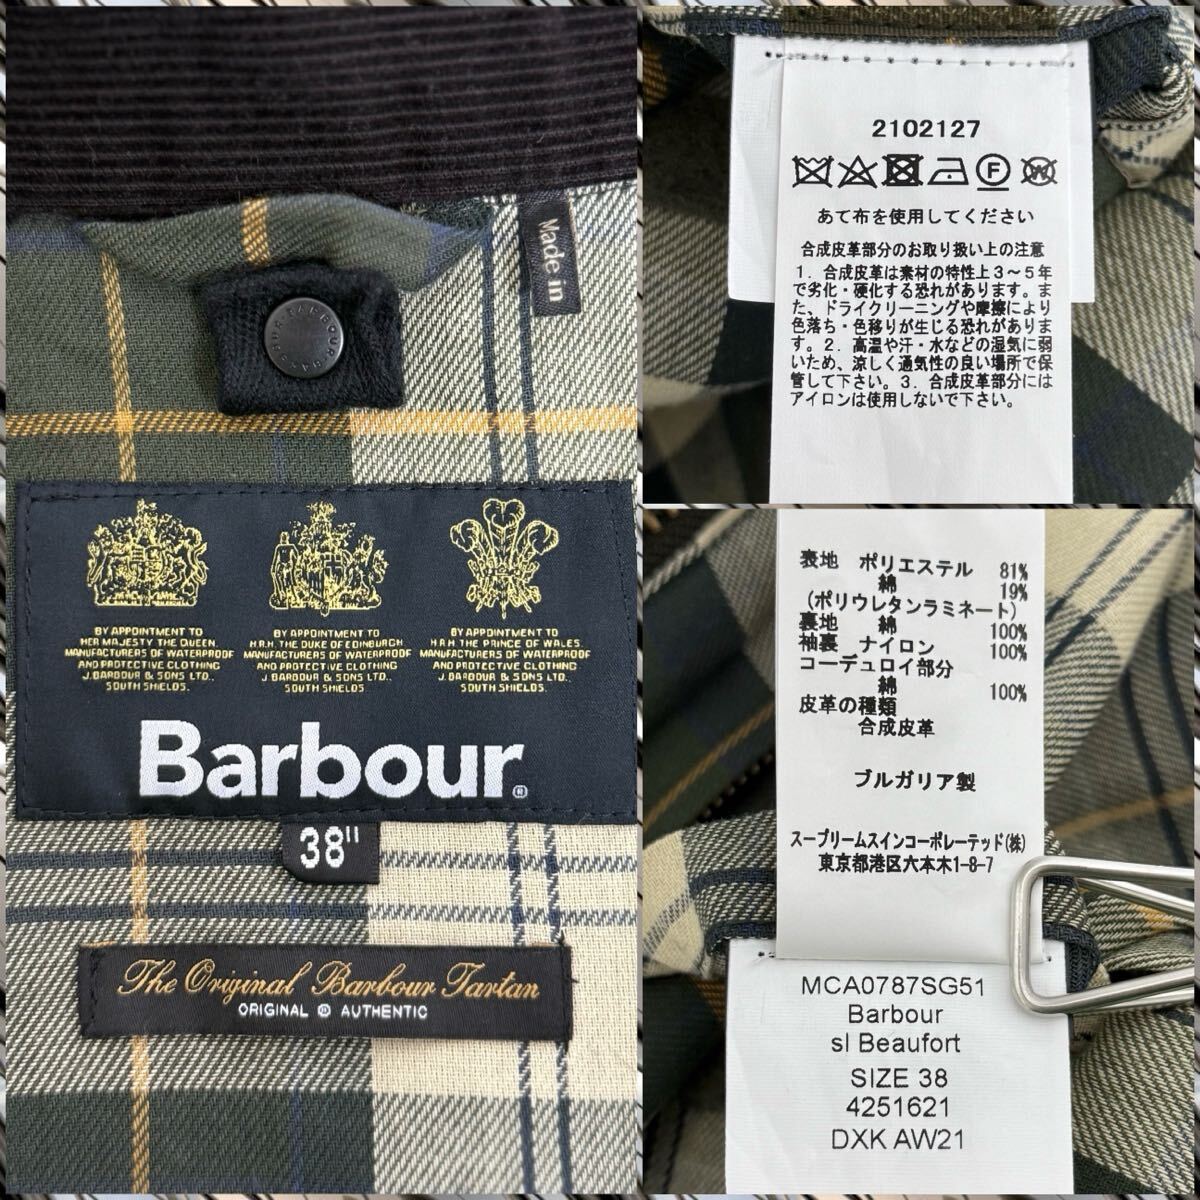 Made in
BARBOUR
BY APPOINTMENT TO
HER MAJESTY THE QUEEN
MANUFACTURERS OF WATERPROOF
AND PROTECTIVE CLOTHING
J.BARBOUR & SONS LTD.,
SOUTH SHIELDS.
BY APPOINTMENT TO
H.R.H. THE DUKE OF EDINBURGH
MANUFACTURERS OF WATERPROOF
AND PROTECTIVE CLOTHING
J.BARBOUR & SONS LTD.,
SOUTH SHIELDS.
BY APPOINTMENT TO
H.R.H. THE PRINCE OF WALES
MANUFACTURERS OF WATERPROOF
AND PROTECTIVE CLOTHING
J.BARBOUR & SONS LTD.,
SOUTH SHIELDS.
Barbour®
38"
The Original Barbour Tartan
ORIGINAL ® AUTHENTIC
2102127
F
W
あて布を使用してください
合成皮革部分のお取り扱い上の注意
1．合成皮革は素材の特性上3〜5年
で劣化・硬化する恐れがあります。ま
た、ドライクリーニングや摩擦により
色落ち・色移りが生じる恐れがありま
す。2．高温や汗・水などの湿気に弱
いため、涼しく通気性の良い場所で保
管して下さい。3．合成皮革部分には
アイロンは使用しないで下さい。
表地 ポリエステル 81%
綿 19%
(ポリウレタンラミネート)
裏地 綿 100%
袖裏 ナイロン 100%
コーデュロイ部分
綿 100%
皮革の種類
合成皮革
ブルガリア製
スープリームスインコーポレーテッド(株)
東京都港区六本木1-8-7
MCA0787SG51
Barbour
sl Beaufort
SIZE 38
4251621
DXK AW21